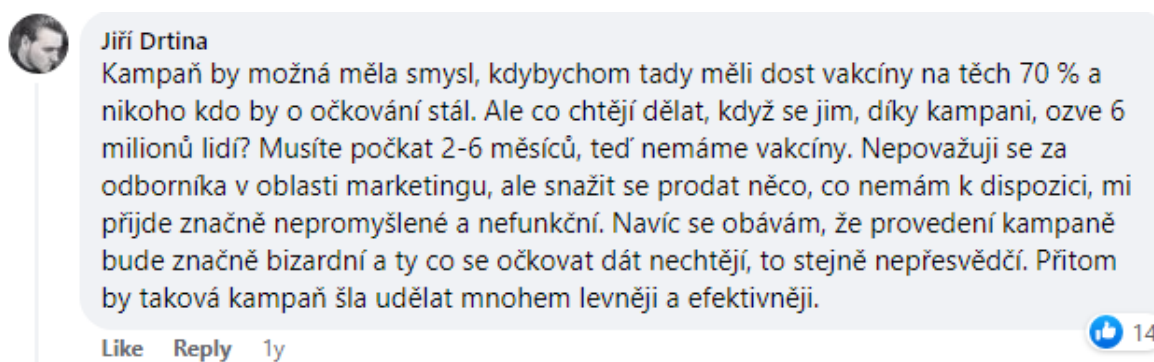 Jiří Drtina
Kampaň by možná měla smysl, kdybychom tady měli dost vakcíny na těch 70 % a
nikoho kdo by o očkování stál. Ale co chtějí dělat, když se jim, díky kampani, ozve 6
milionů lidí? Musíte počkat 2-6 měsíců, teď nemáme vakcíny. Nepovažuji se za
odborníka v oblasti marketingu, ale snažit se prodat něco, co nemám k dispozici, mi
přijde značně nepromyšlené a nefunkční. Navíc se obávám, že provedení kampaně
bude značně bizardní a ty co se očkovat dát nechtějí, to stejně nepřesvědčí. Přitom
by taková kampaň šla udělat mnohem levněji a efektivněji.
Like Reply 1y
14